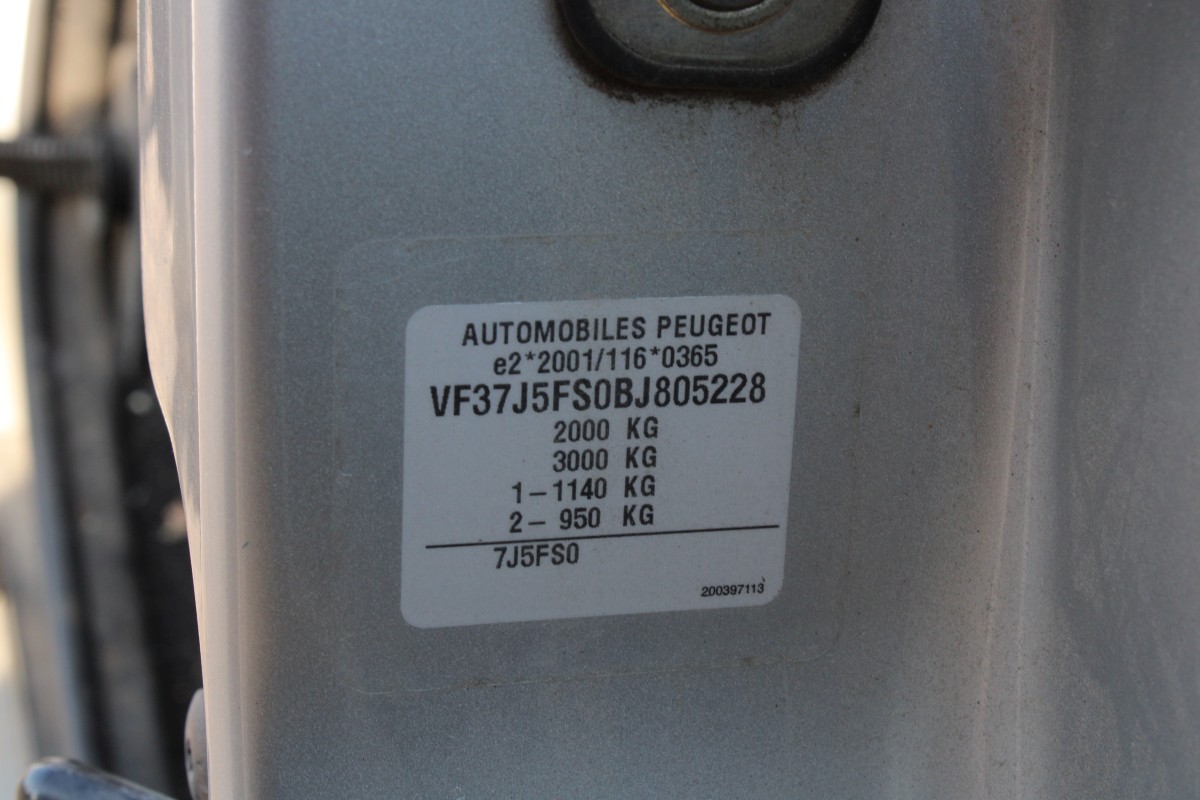 AUTOMOBILES PEUGEOT
e2*2001/116*0365
VF37J5FS0BJ805228
2000 KG
3000 KG
1-1140 KG
2- 950 KG
7J5FS0
200397113